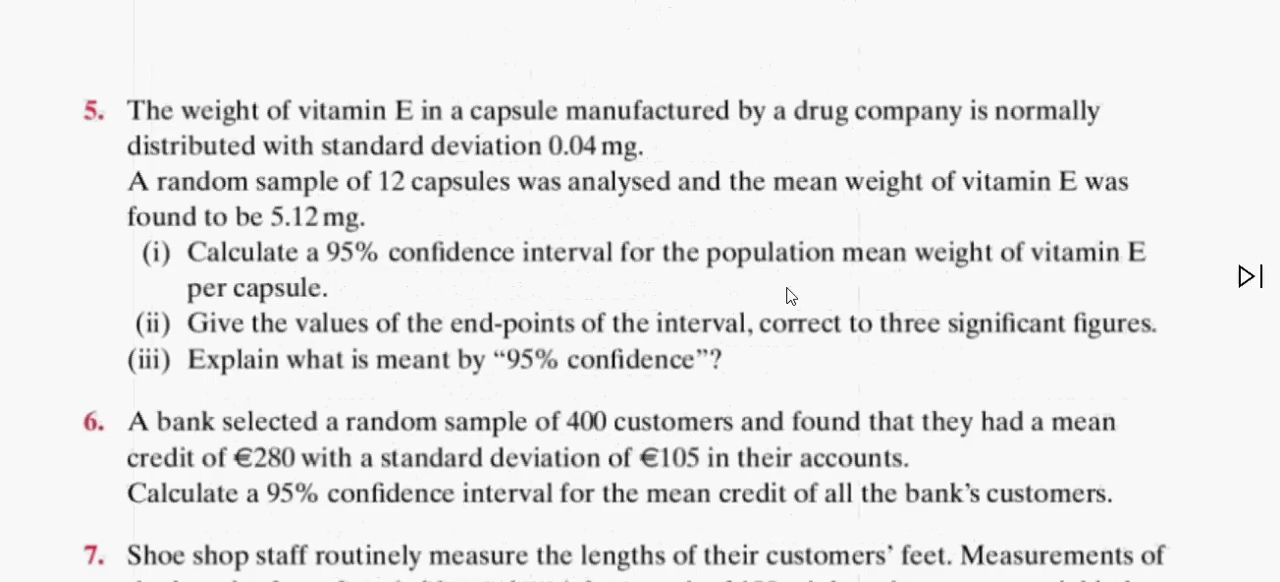 5. The weight of vitamin E in a capsule manufactured by a drug company is normally
distributed with standard deviation 0.04 mg.
A random sample of 12 capsules was analysed and the mean weight of vitamin E was
found to be 5.12 mg.
(i) Calculate a 95% confidence interval for the population mean weight of vitamin E
per capsule.
(ii) Give the values of the end-points of the interval, correct to three significant figures.
(iii) Explain what is meant by “95% confidence”?
6. A bank selected a random sample of 400 customers and found that they had a mean
credit of €280 with a standard deviation of €105 in their accounts.
Calculate a 95% confidence interval for the mean credit of all the bank’s customers.
7. Shoe shop staff routinely measure the lengths of their customers’ feet. Measurements of